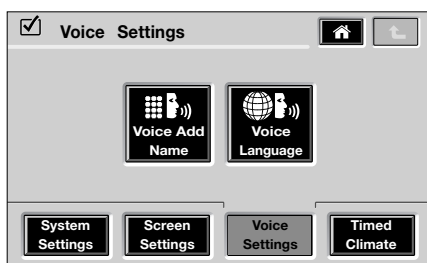 Voice Settings
Voice Add
Name
Voice
Language
System
Settings
Screen
Settings
Voice
Settings
Timed
Climate